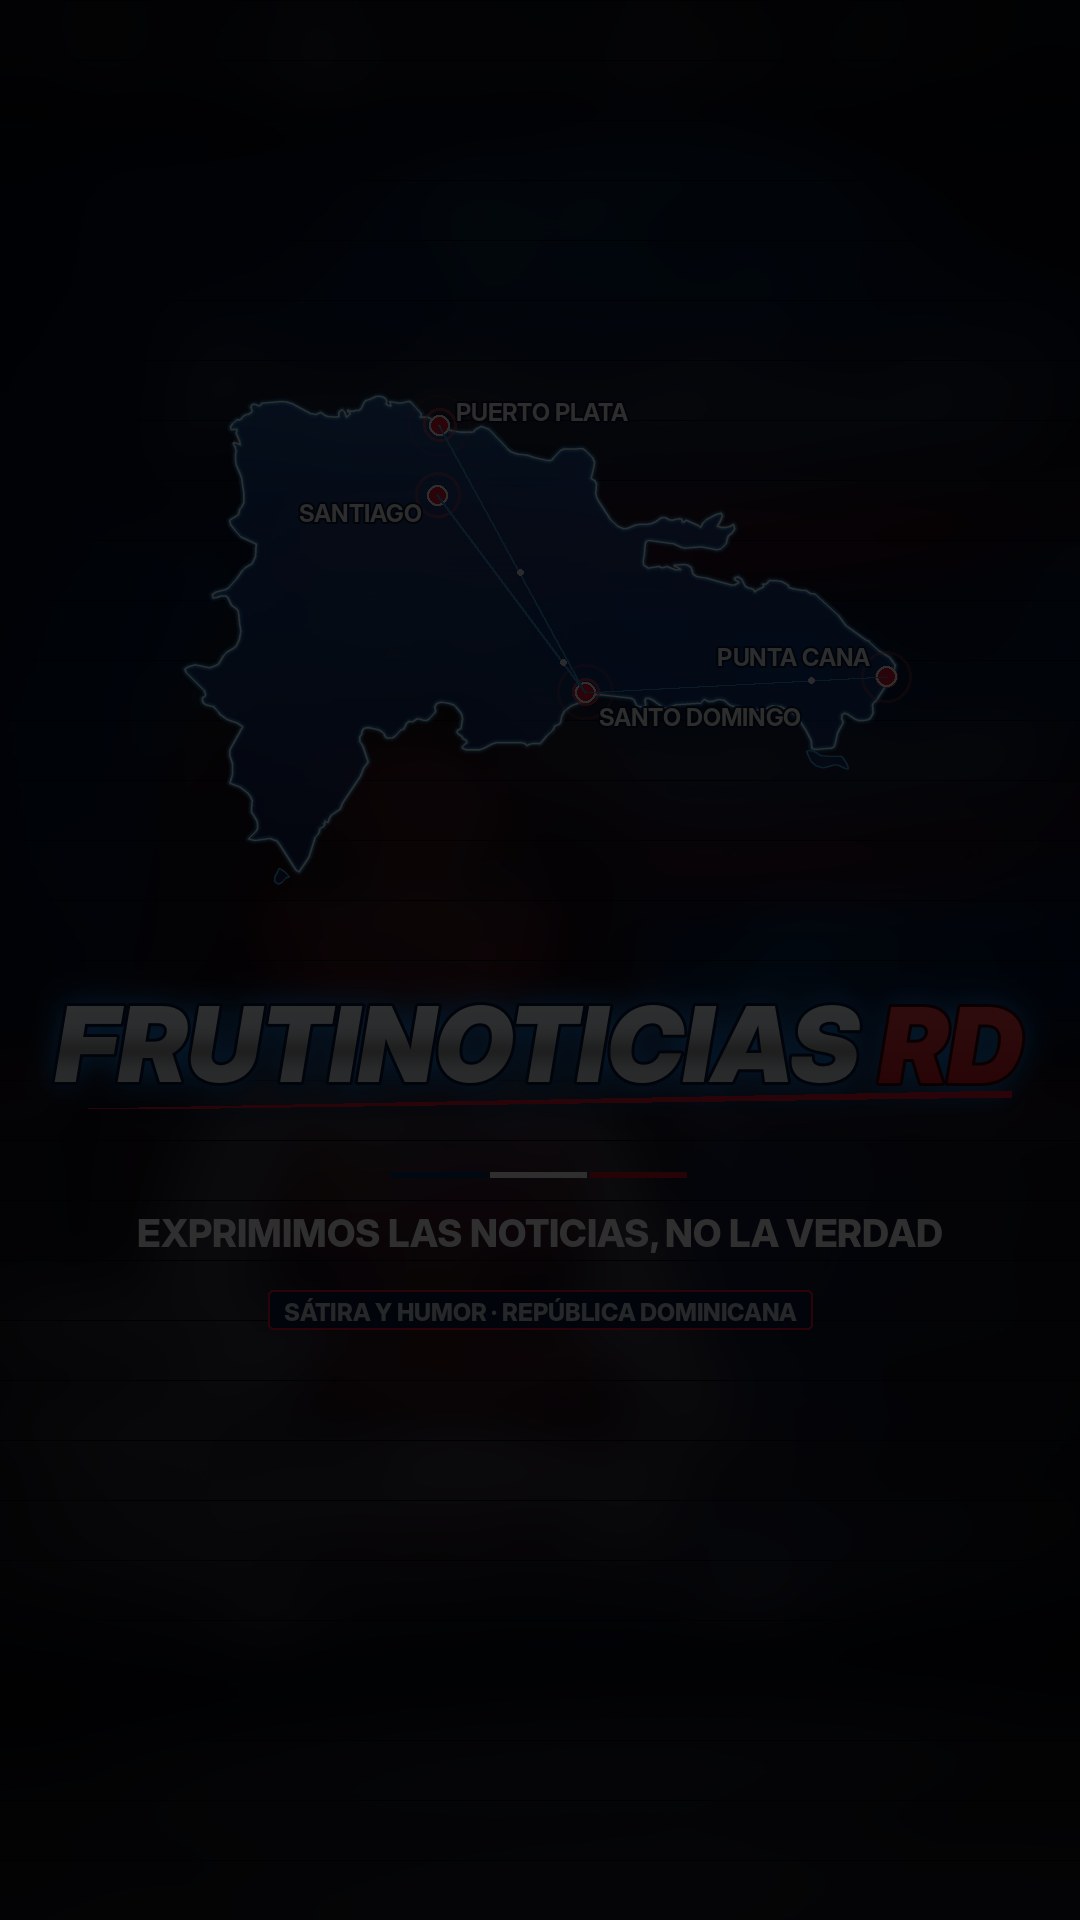 PUERTO PLATA
SANTIAGO
PUNTA CANA
SANTO DOMINGO
FRUTINOTICIAS RD
EXPRIMIMOS LAS NOTICIAS, NO LA VERDAD
SÁTIRA Y HUMOR · REPÚBLICA DOMINICANA